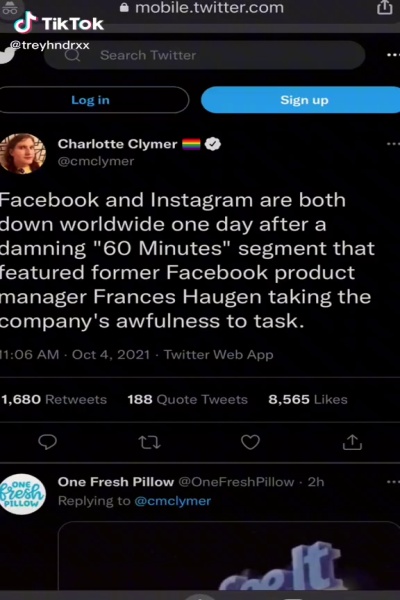 mobile.twitter.com
TikTok
@treyhndrxx
Search Twitter
Log in
Sign up
Charlotte Clymer
@cmclymer
Facebook and Instagram are both
down worldwide one day after a
damning "60 Minutes" segment that
featured former Facebook product
manager Frances Haugen taking the
company's awfulness to task.
11:06 AM · Oct 4, 2021 · Twitter Web App
1,680 Retweets 188 Quote Tweets 8,565 Likes
One Fresh Pillow @OneFreshPillow · 2h
ONE
fresh
PILLOW
Replying to @cmclymer